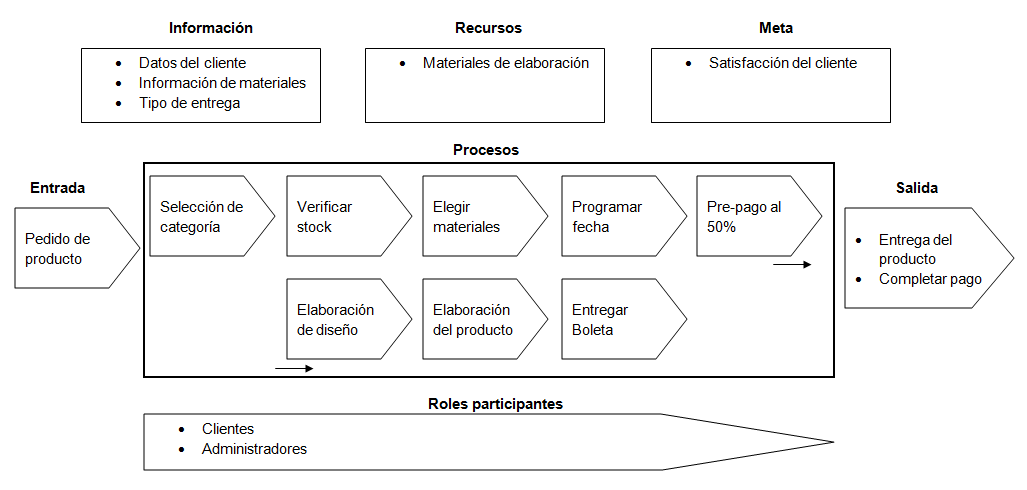 Información
• Datos del cliente
• Información de materiales
• Tipo de entrega
Recursos
• Materiales de elaboración
Meta
• Satisfacción del cliente
Procesos
Entrada
Pedido de
producto
Selección de
categoría
Verificar
stock
Elegir
materiales
Programar
fecha
Pre-pago al
50%
Elaboración
de diseño
Elaboración
del producto
Entregar
Boleta
Salida
• Entrega del
producto
• Completar pago
Roles participantes
• Clientes
• Administradores